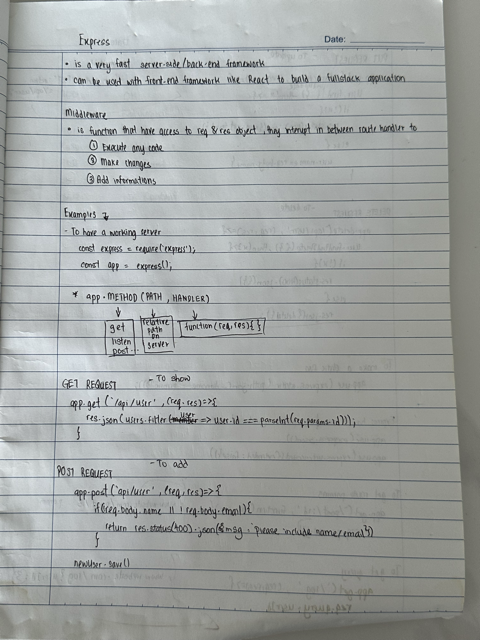 Express
Date:
• is a very fast server-side/back-end framework
• can be used with front-end framework like React to build a fullstack application
Middleware
• is function that have access to req & res object, they interupt in between route handler to
① Execute any code
② Make changes
③ Add informations
Examples ↴
- To have a working server
const express = require('express');
const app = express();
* app.METHOD (PATH, HANDLER)
get listen post..
relative path on server
function(req,res){ }
GET REQUEST - To show
app.get ('/api/user', (req.res)=>{
res.json(users.filter(user => user.id === parseInt(req.params.id)));
}
POST REQUEST - To add
app.post ('api/user', (req,res)=>{
if(!req.body.name || !req.body.email){
return res.status(400).json({msg: 'please include name/email'})
}
newUser.save()